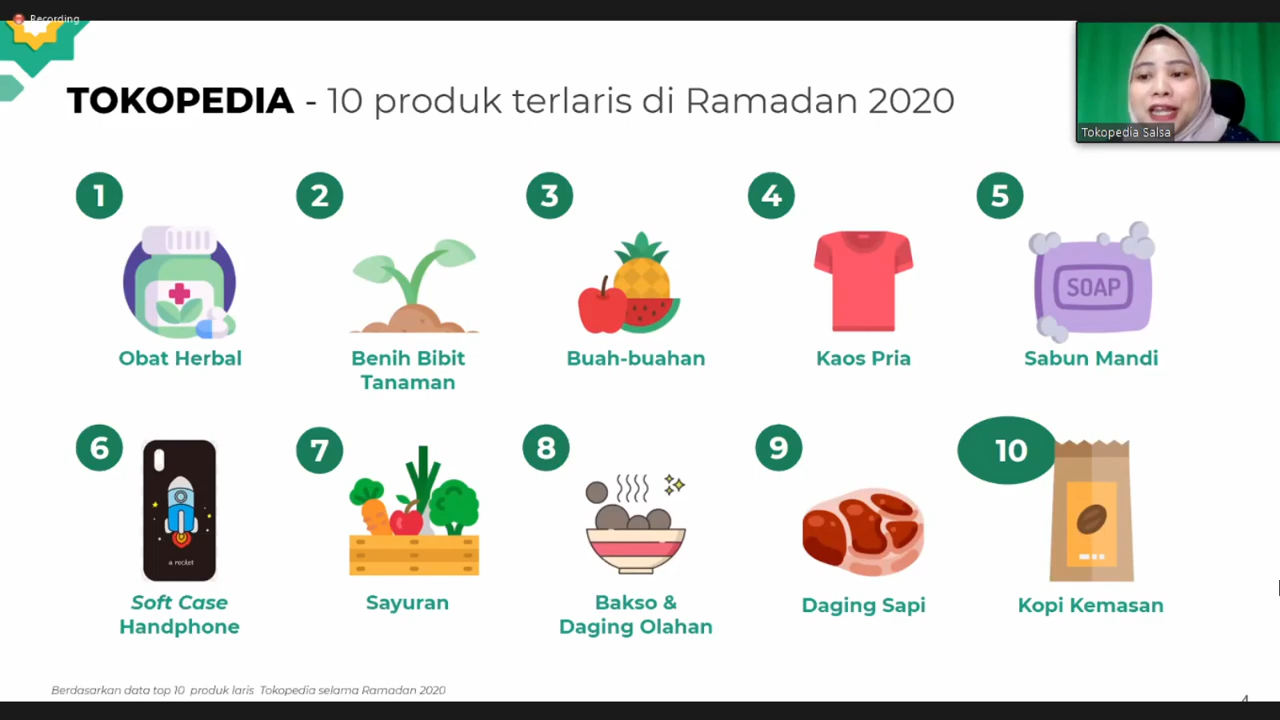 Recording
TOKOPEDIA - 10 produk terlaris di Ramadan 2020
Tokopedia Salsa
1
Obat Herbal
2
Benih Bibit
Tanaman
3
Buah-buahan
4
Kaos Pria
5
SOAP
Sabun Mandi
6
a rocket
Soft Case
Handphone
7
Sayuran
8
Bakso &
Daging Olahan
9
Daging Sapi
10
Kopi Kemasan
Berdasarkan data top 10 produk laris Tokopedia selama Ramadan 2020
4